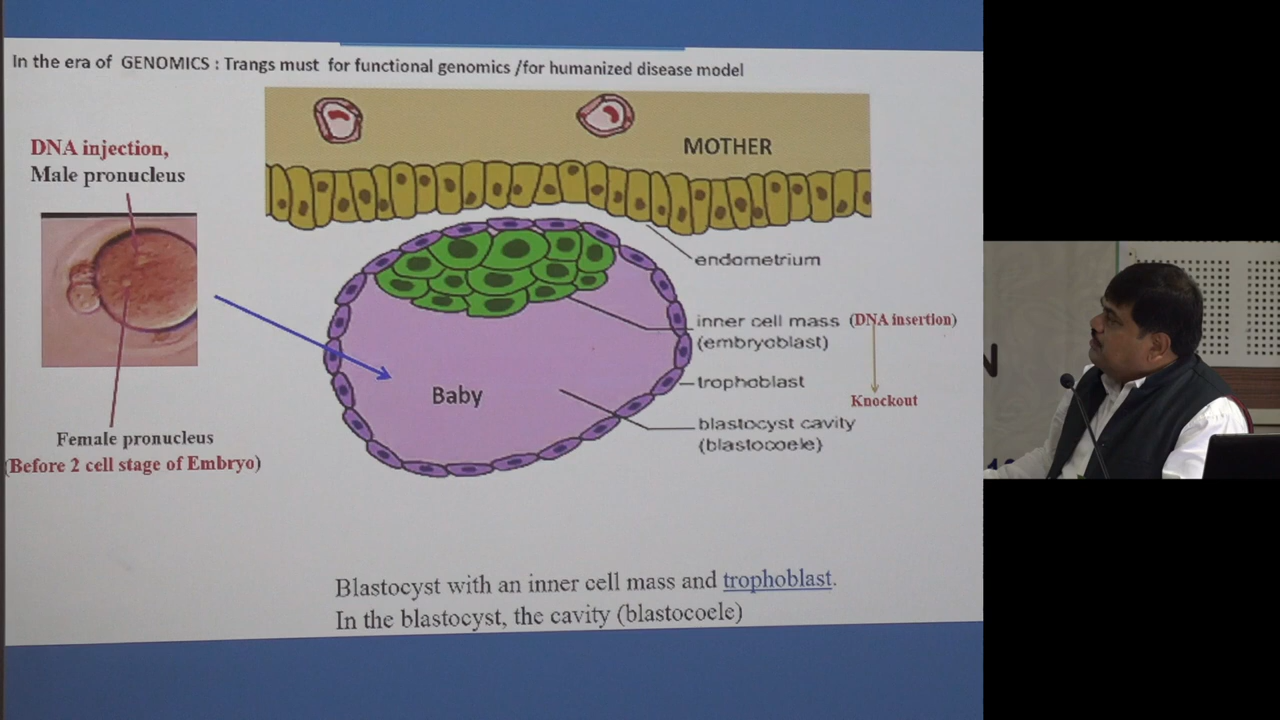 In the era of GENOMICS : Trangs must for functional genomics /for humanized disease model
DNA injection,
Male pronucleus
MOTHER
endometrium
inner cell mass (DNA insertion)
(embryoblast)
trophoblast
Knockout
Baby
blastocyst cavity
(blastocoele)
Female pronucleus
(Before 2 cell stage of Embryo)
Blastocyst with an inner cell mass and trophoblast.
In the blastocyst, the cavity (blastocoele)
N